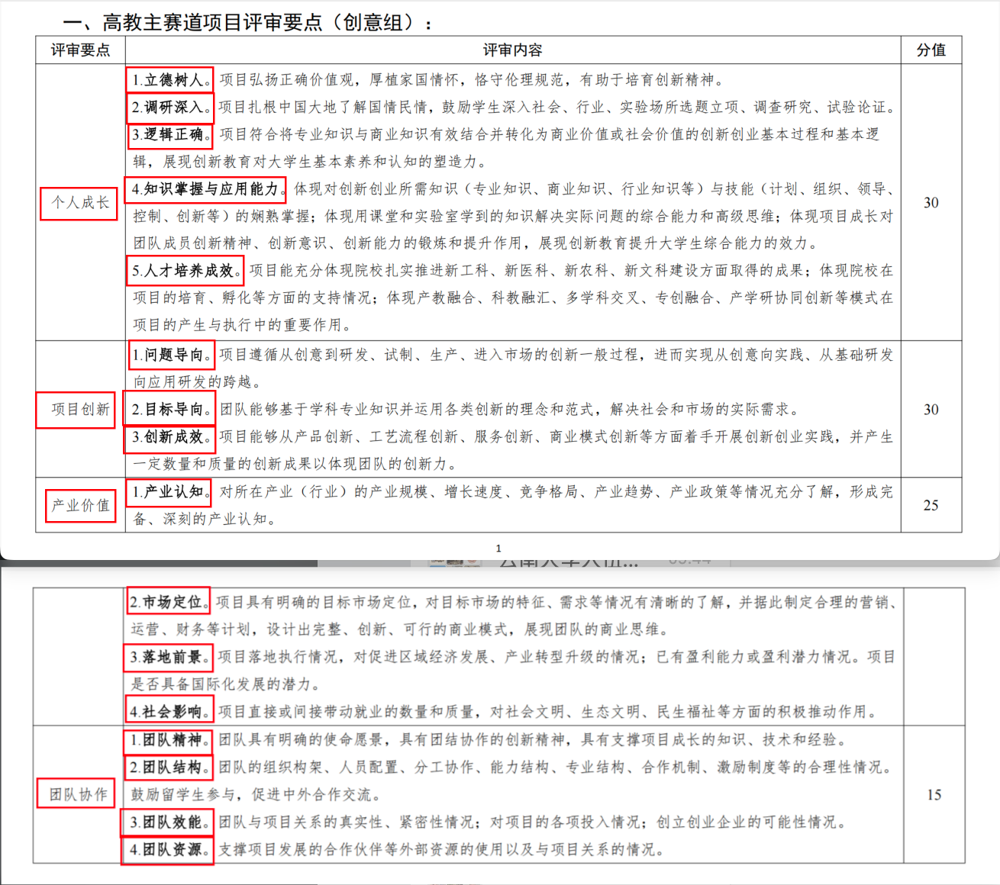 一、高教主赛道项目评审要点（创意组）：
评审要点 评审内容 分值
1.立德树人。项目弘扬正确价值观，厚植家国情怀，恪守伦理规范，有助于培育创新精神。
2.调研深入。项目扎根中国大地了解国情民情，鼓励学生深入社会、行业、实验场所选题立项、调查研究、试验论证。
3.逻辑正确。项目符合将专业知识与商业知识有效结合并转化为商业价值或社会价值的创新创业基本过程和基本逻
辑，展现创新教育对大学生基本素养和认知的塑造力。
4.知识掌握与应用能力。体现对创新创业所需知识（专业知识、商业知识、行业知识等）与技能（计划、组织、领导、
个人成长 30
控制、创新等）的娴熟掌握；体现用课堂和实验室学到的知识解决实际问题的综合能力和高级思维；体现项目成长对
团队成员创新精神、创新意识、创新能力的锻炼和提升作用，展现创新教育提升大学生综合能力的效力。
5.人才培养成效。项目能充分体现院校扎实推进新工科、新医科、新农科、新文科建设方面取得的成果；体现院校在
项目的培育、孵化等方面的支持情况；体现产教融合、科教融汇、多学科交叉、专创融合、产学研协同创新等模式在
项目的产生与执行中的重要作用。
1.问题导向。项目遵循从创意到研发、试制、生产、进入市场的创新一般过程，进而实现从创意向实践、从基础研发
向应用研发的跨越。
项目创新 2.目标导向。团队能够基于学科专业知识并运用各类创新的理念和范式，解决社会和市场的实际需求。 30
3.创新成效。项目能够从产品创新、工艺流程创新、服务创新、商业模式创新等方面着手开展创新创业实践，并产生
一定数量和质量的创新成果以体现团队的创新力。
1.产业认知。对所在产业（行业）的产业规模、增长速度、竞争格局、产业趋势、产业政策等情况充分了解，形成完
产业价值 25
备、深刻的产业认知。
1
2.市场定位。项目具有明确的目标市场定位，对目标市场的特征、需求等情况有清晰的了解，并据此制定合理的营销、
运营、财务等计划，设计出完整、创新、可行的商业模式，展现团队的商业思维。
3.落地前景。项目落地执行情况，对促进区域经济发展、产业转型升级的情况；已有盈利能力或盈利潜力情况。项目
是否具备国际化发展的潜力。
4.社会影响。项目直接或间接带动就业的数量和质量，对社会文明、生态文明、民生福祉等方面的积极推动作用。
1.团队精神。团队具有明确的使命愿景，具有团结协作的创新精神，具有支撑项目成长的知识、技术和经验。
2.团队结构。团队的组织构架、人员配置、分工协作、能力结构、专业结构、合作机制、激励制度等的合理性情况。
团队协作 鼓励留学生参与，促进中外合作交流。 15
3.团队效能。团队与项目关系的真实性、紧密性情况；对项目的各项投入情况；创立创业企业的可能性情况。
4.团队资源。支撑项目发展的合作伙伴等外部资源的使用以及与项目关系的情况。